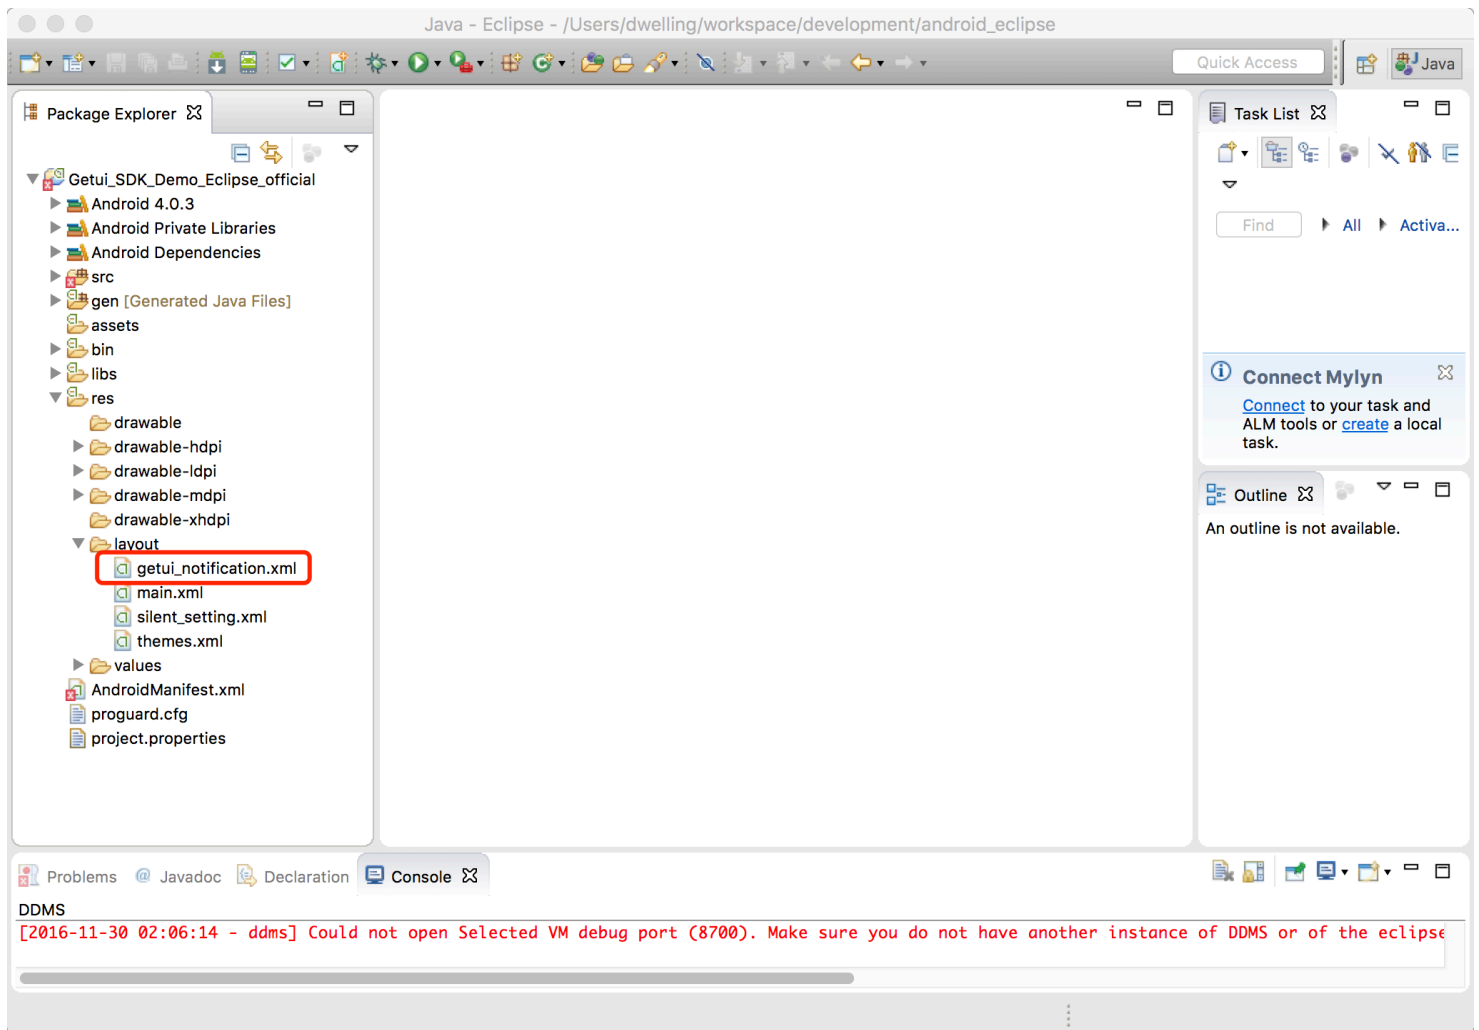 Java - Eclipse - /Users/dwelling/workspace/development/android_eclipse
Quick Access
Java
Package Explorer
Getui_SDK_Demo_Eclipse_official
Android 4.0.3
Android Private Libraries
Android Dependencies
src
gen [Generated Java Files]
assets
bin
libs
res
drawable
drawable-hdpi
drawable-ldpi
drawable-mdpi
drawable-xhdpi
layout
getui_notification.xml
main.xml
silent_setting.xml
themes.xml
values
AndroidManifest.xml
proguard.cfg
project.properties
Task List
Find
All
Activa...
Connect Mylyn
Connect to your task and
ALM tools or create a local
task.
Outline
An outline is not available.
Problems
@ Javadoc
Declaration
Console
DDMS
[2016-11-30 02:06:14 - ddms] Could not open Selected VM debug port (8700). Make sure you do not have another instance of DDMS or of the eclipse